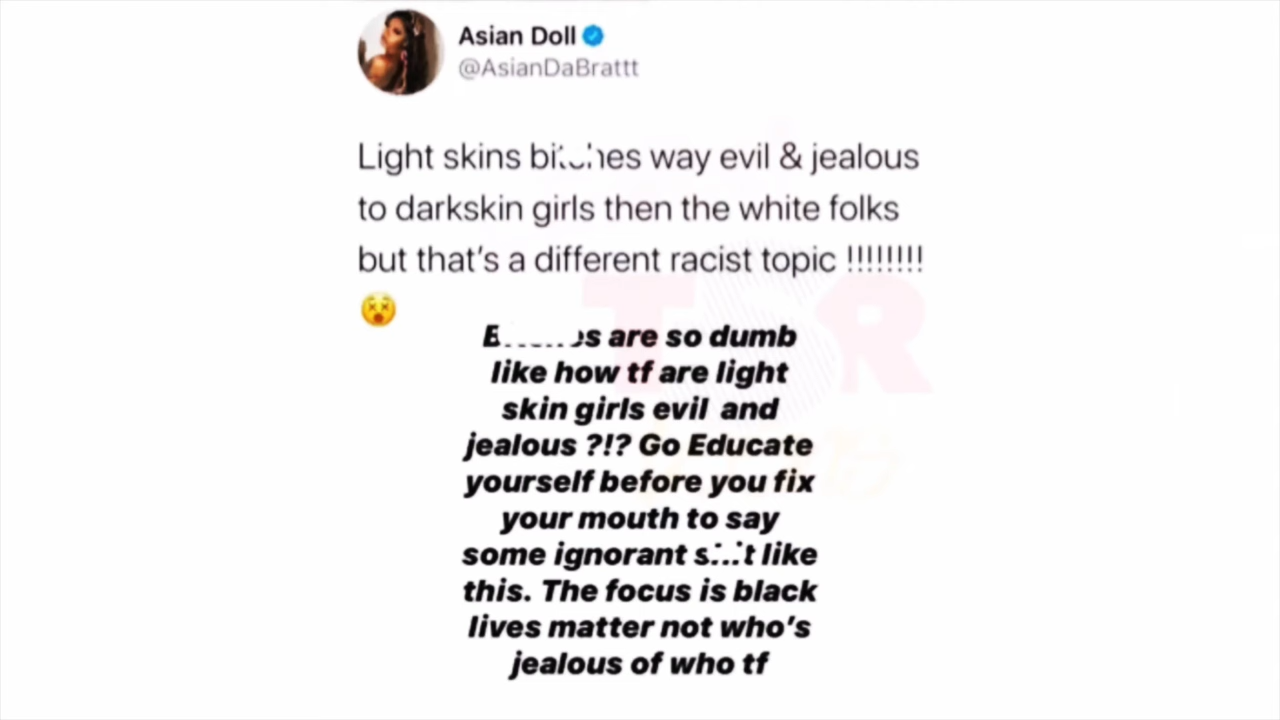 Asian Doll
@AsianDaBrattt
Light skins bitches way evil & jealous
to darkskin girls then the white folks
but that's a different racist topic !!!!!!!!
TSR
are so dumb
like how tf are light
skin girls evil and
jealous ?!? Go Educate
yourself before you fix
your mouth to say
some ignorant like
this. The focus is black
lives matter not who's
jealous of who tf